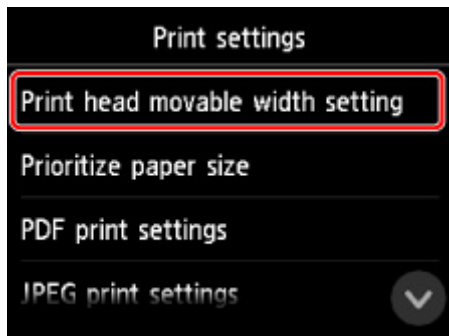 Print settings
Print head movable width setting
Prioritize paper size
PDF print settings
JPEG print settings